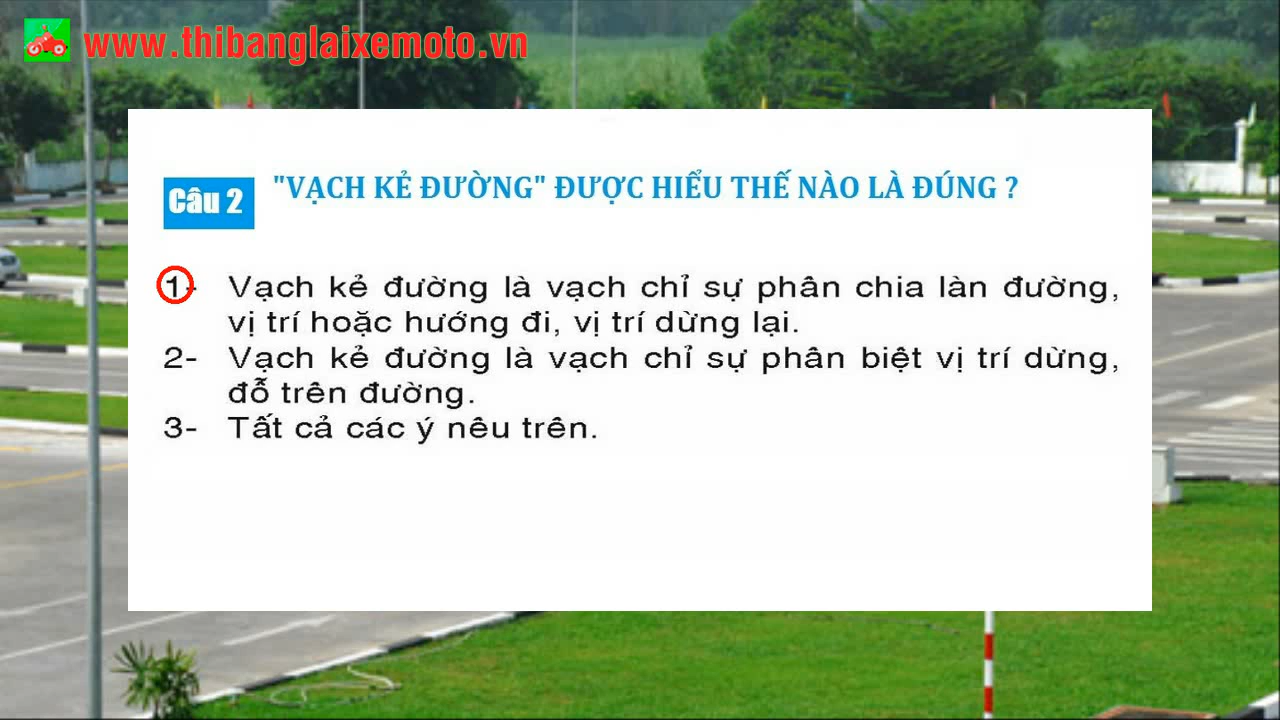 www.thibanglaixemoto.vn
Câu 2 "VẠCH KẺ ĐƯỜNG" ĐƯỢC HIỂU THẾ NÀO LÀ ĐÚNG ?
1- Vạch kẻ đường là vạch chỉ sự phân chia làn đường,
vị trí hoặc hướng đi, vị trí dừng lại.
2- Vạch kẻ đường là vạch chỉ sự phân biệt vị trí dừng,
đỗ trên đường.
3- Tất cả các ý nêu trên.